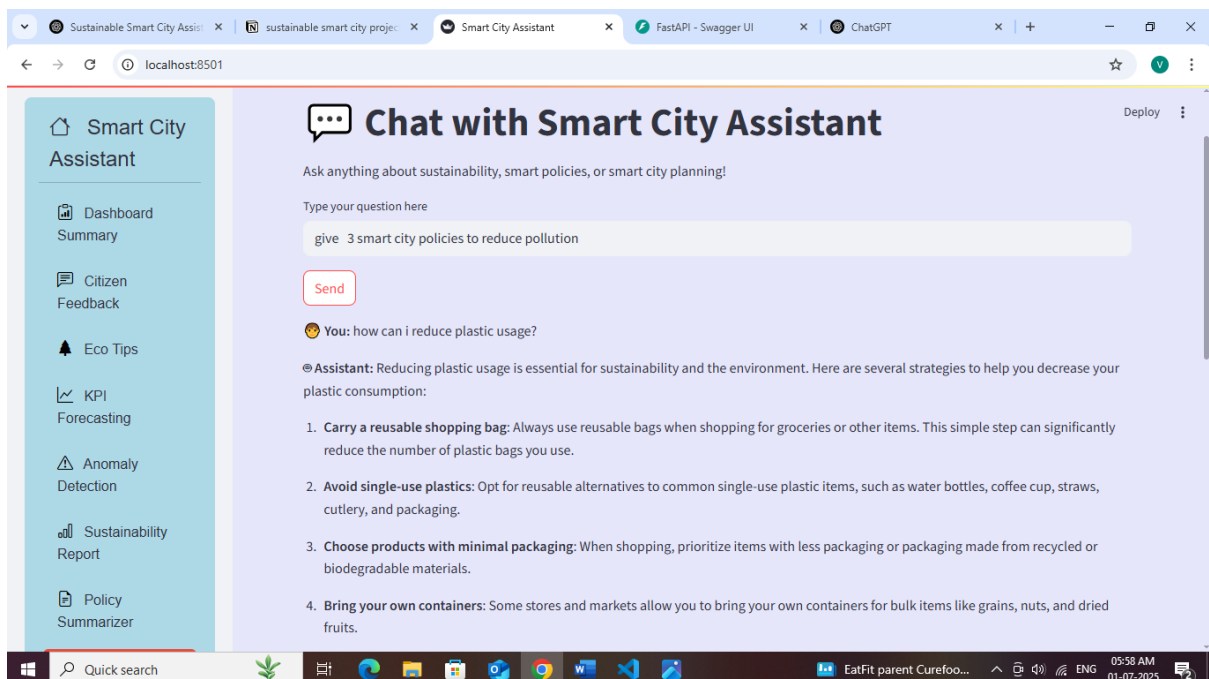 Sustainable Smart City Assist
sustainable smart city projec
Smart City Assistant
FastAPI - Swagger UI
ChatGPT
localhost:8501
V
Smart City
Assistant
Dashboard
Summary
Citizen
Feedback
Eco Tips
KPI
Forecasting
Anomaly
Detection
Sustainability
Report
Policy
Summarizer
Deploy
Chat with Smart City Assistant
Ask anything about sustainability, smart policies, or smart city planning!
Type your question here
give 3 smart city policies to reduce pollution
Send
You: how can i reduce plastic usage?
Assistant: Reducing plastic usage is essential for sustainability and the environment. Here are several strategies to help you decrease your
plastic consumption:
1. Carry a reusable shopping bag: Always use reusable bags when shopping for groceries or other items. This simple step can significantly
reduce the number of plastic bags you use.
2. Avoid single-use plastics: Opt for reusable alternatives to common single-use plastic items, such as water bottles, coffee cup, straws,
cutlery, and packaging.
3. Choose products with minimal packaging: When shopping, prioritize items with less packaging or packaging made from recycled or
biodegradable materials.
4. Bring your own containers: Some stores and markets allow you to bring your own containers for bulk items like grains, nuts, and dried
fruits.
Quick search
EatFit parent Curefoo...
ENG
05:58 AM
01-07-2025
2